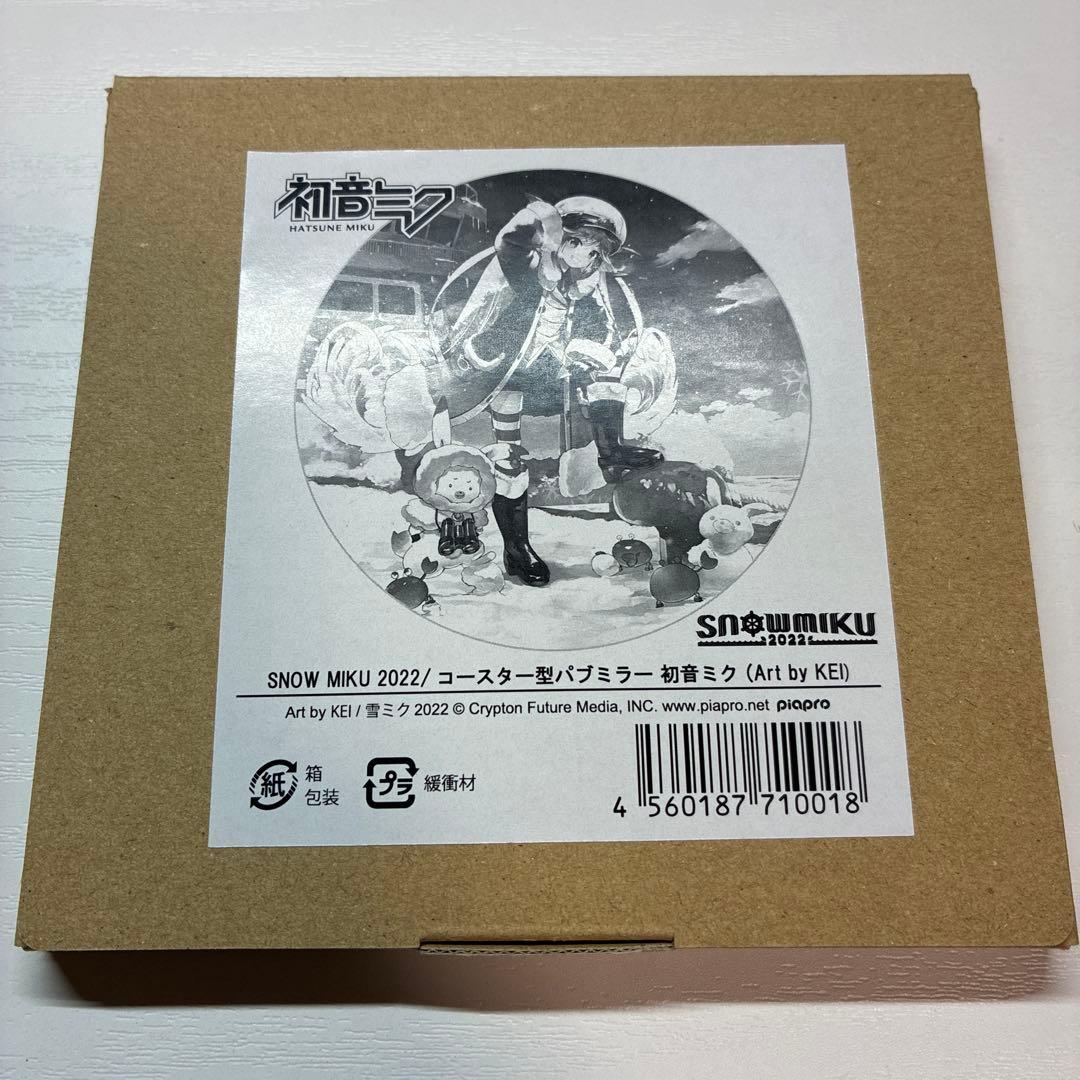 初音ミク
HATSUNE MIKU
SNOWMIKU
2022
SNOW MIKU 2022/ コースター型パブミラー 初音ミク (Art by KEI)
Art by KEI / 雪ミク 2022 © Crypton Future Media, INC. www.piapro.net piapro
紙 箱
包装
プラ 緩衝材
4 560187 710018